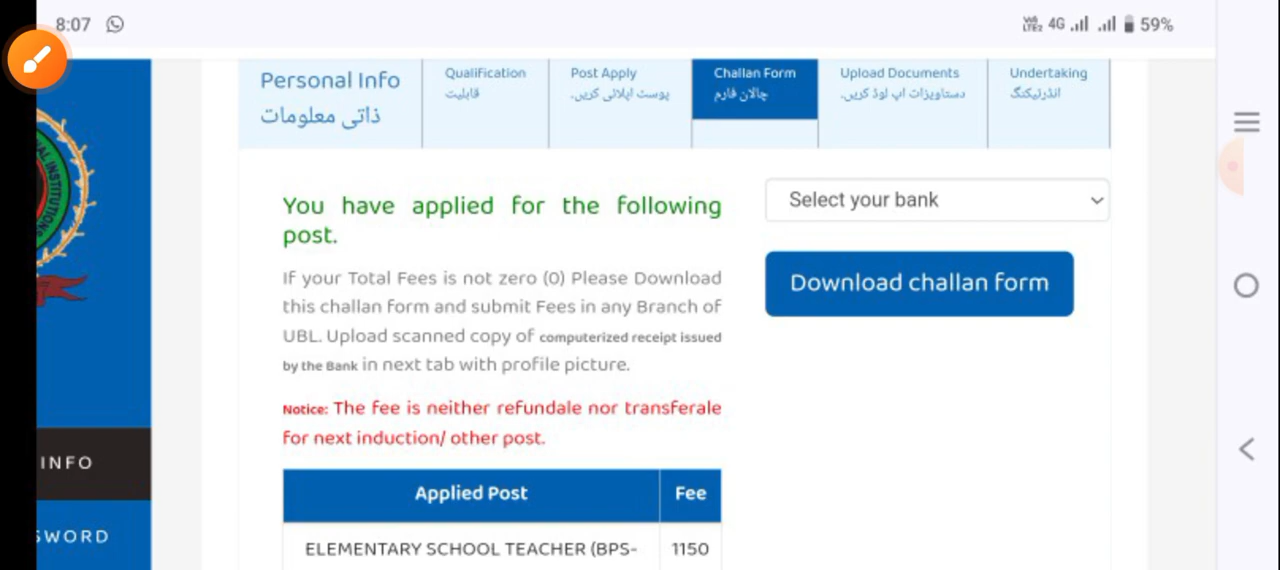 8:07
4G 59%
Personal Info
ذاتی معلومات
Qualification
قابلیت
Post Apply
پوسٹ اپلائی کریں۔
Challan Form
چالان فارم
Upload Documents
دستاویزات اپ لوڈ کریں۔
Undertaking
انڈرٹیکنگ
You have applied for the following
post.
If your Total Fees is not zero (0) Please Download
this challan form and submit Fees in any Branch of
UBL. Upload scanned copy of computerized receipt issued
by the Bank in next tab with profile picture.
Notice: The fee is neither refundale nor transferale
for next induction/ other post.
Applied Post Fee
ELEMENTARY SCHOOL TEACHER (BPS- 1150
Select your bank
Download challan form
INFO
SWORD